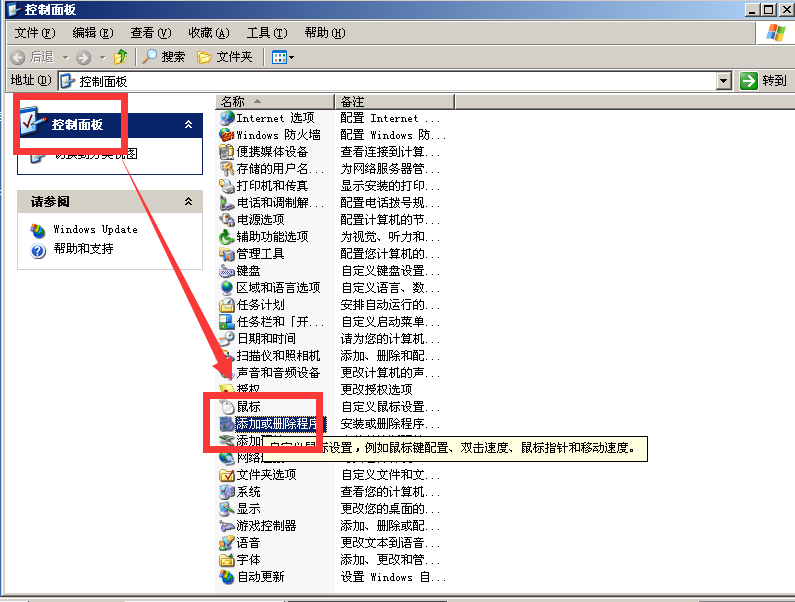 控制面板
文件(F) 编辑(E) 查看(V) 收藏(A) 工具(T) 帮助(H)
后退 搜索 文件夹
地址(D) 控制面板 转到
控制面板
切换到分类视图
请参阅
Windows Update
帮助和支持
名称 备注
Internet 选项 配置 Internet ...
Windows 防火墙 配置 Windows 防...
便携媒体设备 查看连接到计算...
存储的用户名... 为网络服务器管...
打印机和传真 显示安装的打印...
电话和调制解... 配置电话拨号规...
电源选项 配置计算机的节...
辅助功能选项 为视觉、听力和...
管理工具 配置您计算机的...
键盘 自定义键盘设置...
区域和语言选项 自定义语言、数...
任务计划 安排自动运行的...
任务栏和「开... 自定义启动菜单...
日期和时间 请为您的计算机...
扫描仪和照相机 添加、删除和配...
声音和音频设备 更改计算机的声...
授权 更改授权选项
鼠标 自定义鼠标设置...
添加或删除程序 安装或删除程序...
添加
自定义鼠标设置，例如鼠标键配置、双击速度、鼠标指针和移动速度。
网络
文件夹选项 自定义文件和文...
系统 查看您的计算机...
显示 更改您的桌面的...
游戏控制器 添加、删除或配...
语音 更改文本到语音...
字体 添加、更改和管...
自动更新 设置 Windows 自...